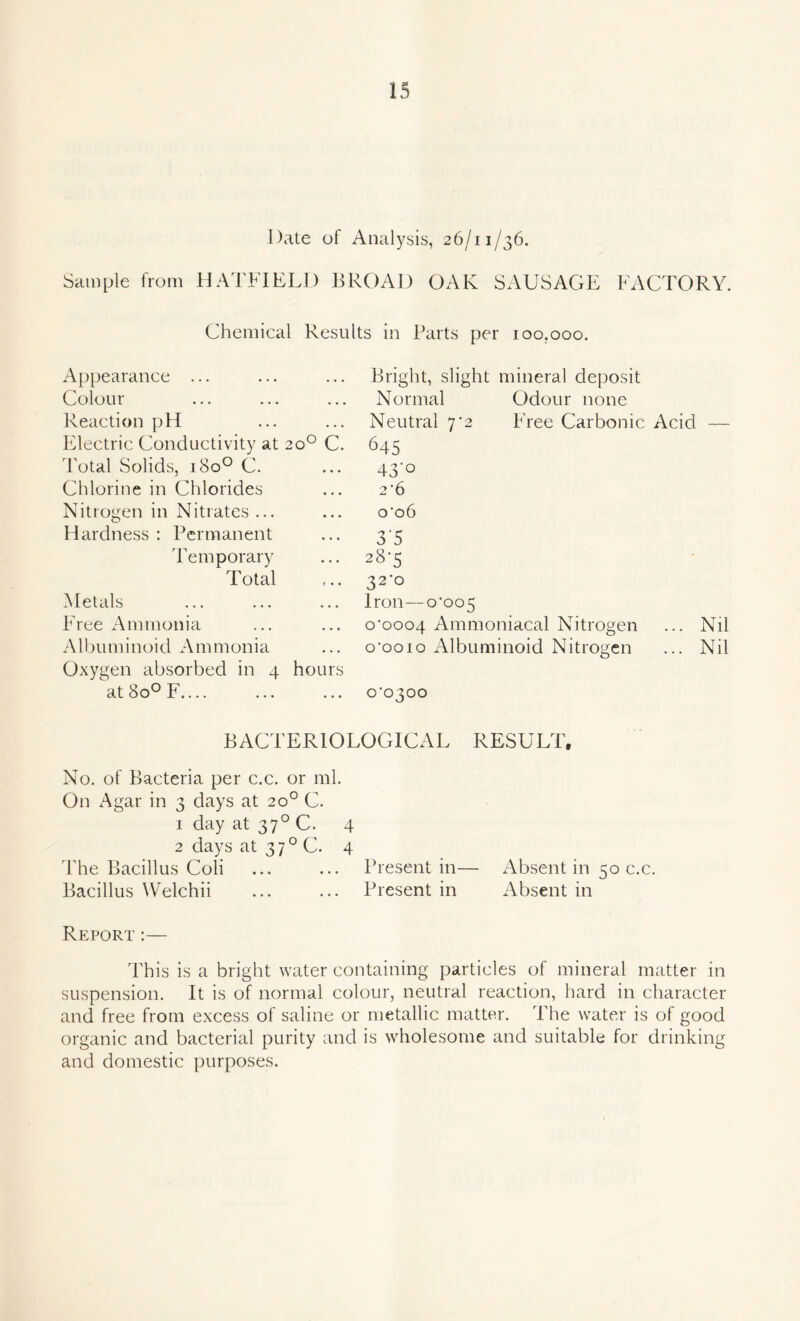 15
Date of Analysis, 26/11/36.
Sample from HATFIELD BROAD OAK SAUSAGE FACTORY.
Chemical Results in Parts per 100,000.
Appearance ... ... ... Bright, slight mineral deposit
Colour ... ... ... Normal Odour none
Reaction pH ... ... Neutral 7·2 Free Carbonic Acid —
Electric Conductivity at 20° C. 645
Total Solids, 180° C. ... 43·0
Chlorine in Chlorides ... 2·6
Nitrogen in Nitrates ... ... 0·06
Hardness : Permanent ... 3·5
Temporary ... 28·5
Total ... 32·0
Metals ... ... ... Iron—0·005
Free Ammonia ... ... 0·0004 Ammoniacal Nitrogen ... Nil
Albuminoid Ammonia ... 0·0010 Albuminoid Nitrogen ... Nil
Oxygen absorbed in 4 hours
at 80° F.... ... ... 0·0300
BACTERIOLOGICAL RESULT.
No. of Bacteria per c.c. or ml.
On Agar in 3 days at 20° C.
1 day at 37° C. 4
2 days at 37° C. 4
The Bacillus Coli ... ... Present in— Absent in 50 c.c.
Bacillus Welchii ... ... Present in Absent in
REPORT :—
This is a bright water containing particles of mineral matter in
suspension. It is of normal colour, neutral reaction, hard in character
and free from excess of saline or metallic matter. The water is of good
organic and bacterial purity and is wholesome and suitable for drinking
and domestic purposes.